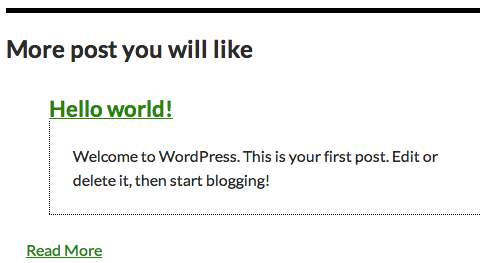 More post you will like
Hello world!
Welcome to WordPress. This is your first post. Edit or
delete it, then start blogging!
Read More